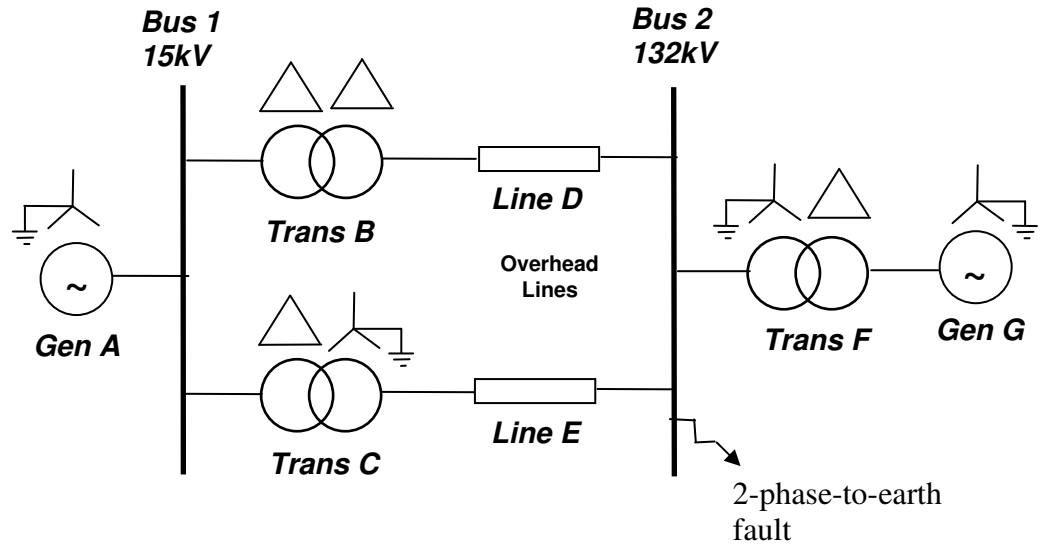 Bus 1
15kV
Bus 2
132kV
Trans B
Line D
~
Gen A
Overhead
Lines
~
Trans F
Gen G
Trans C
Line E
2-phase-to-earth
fault